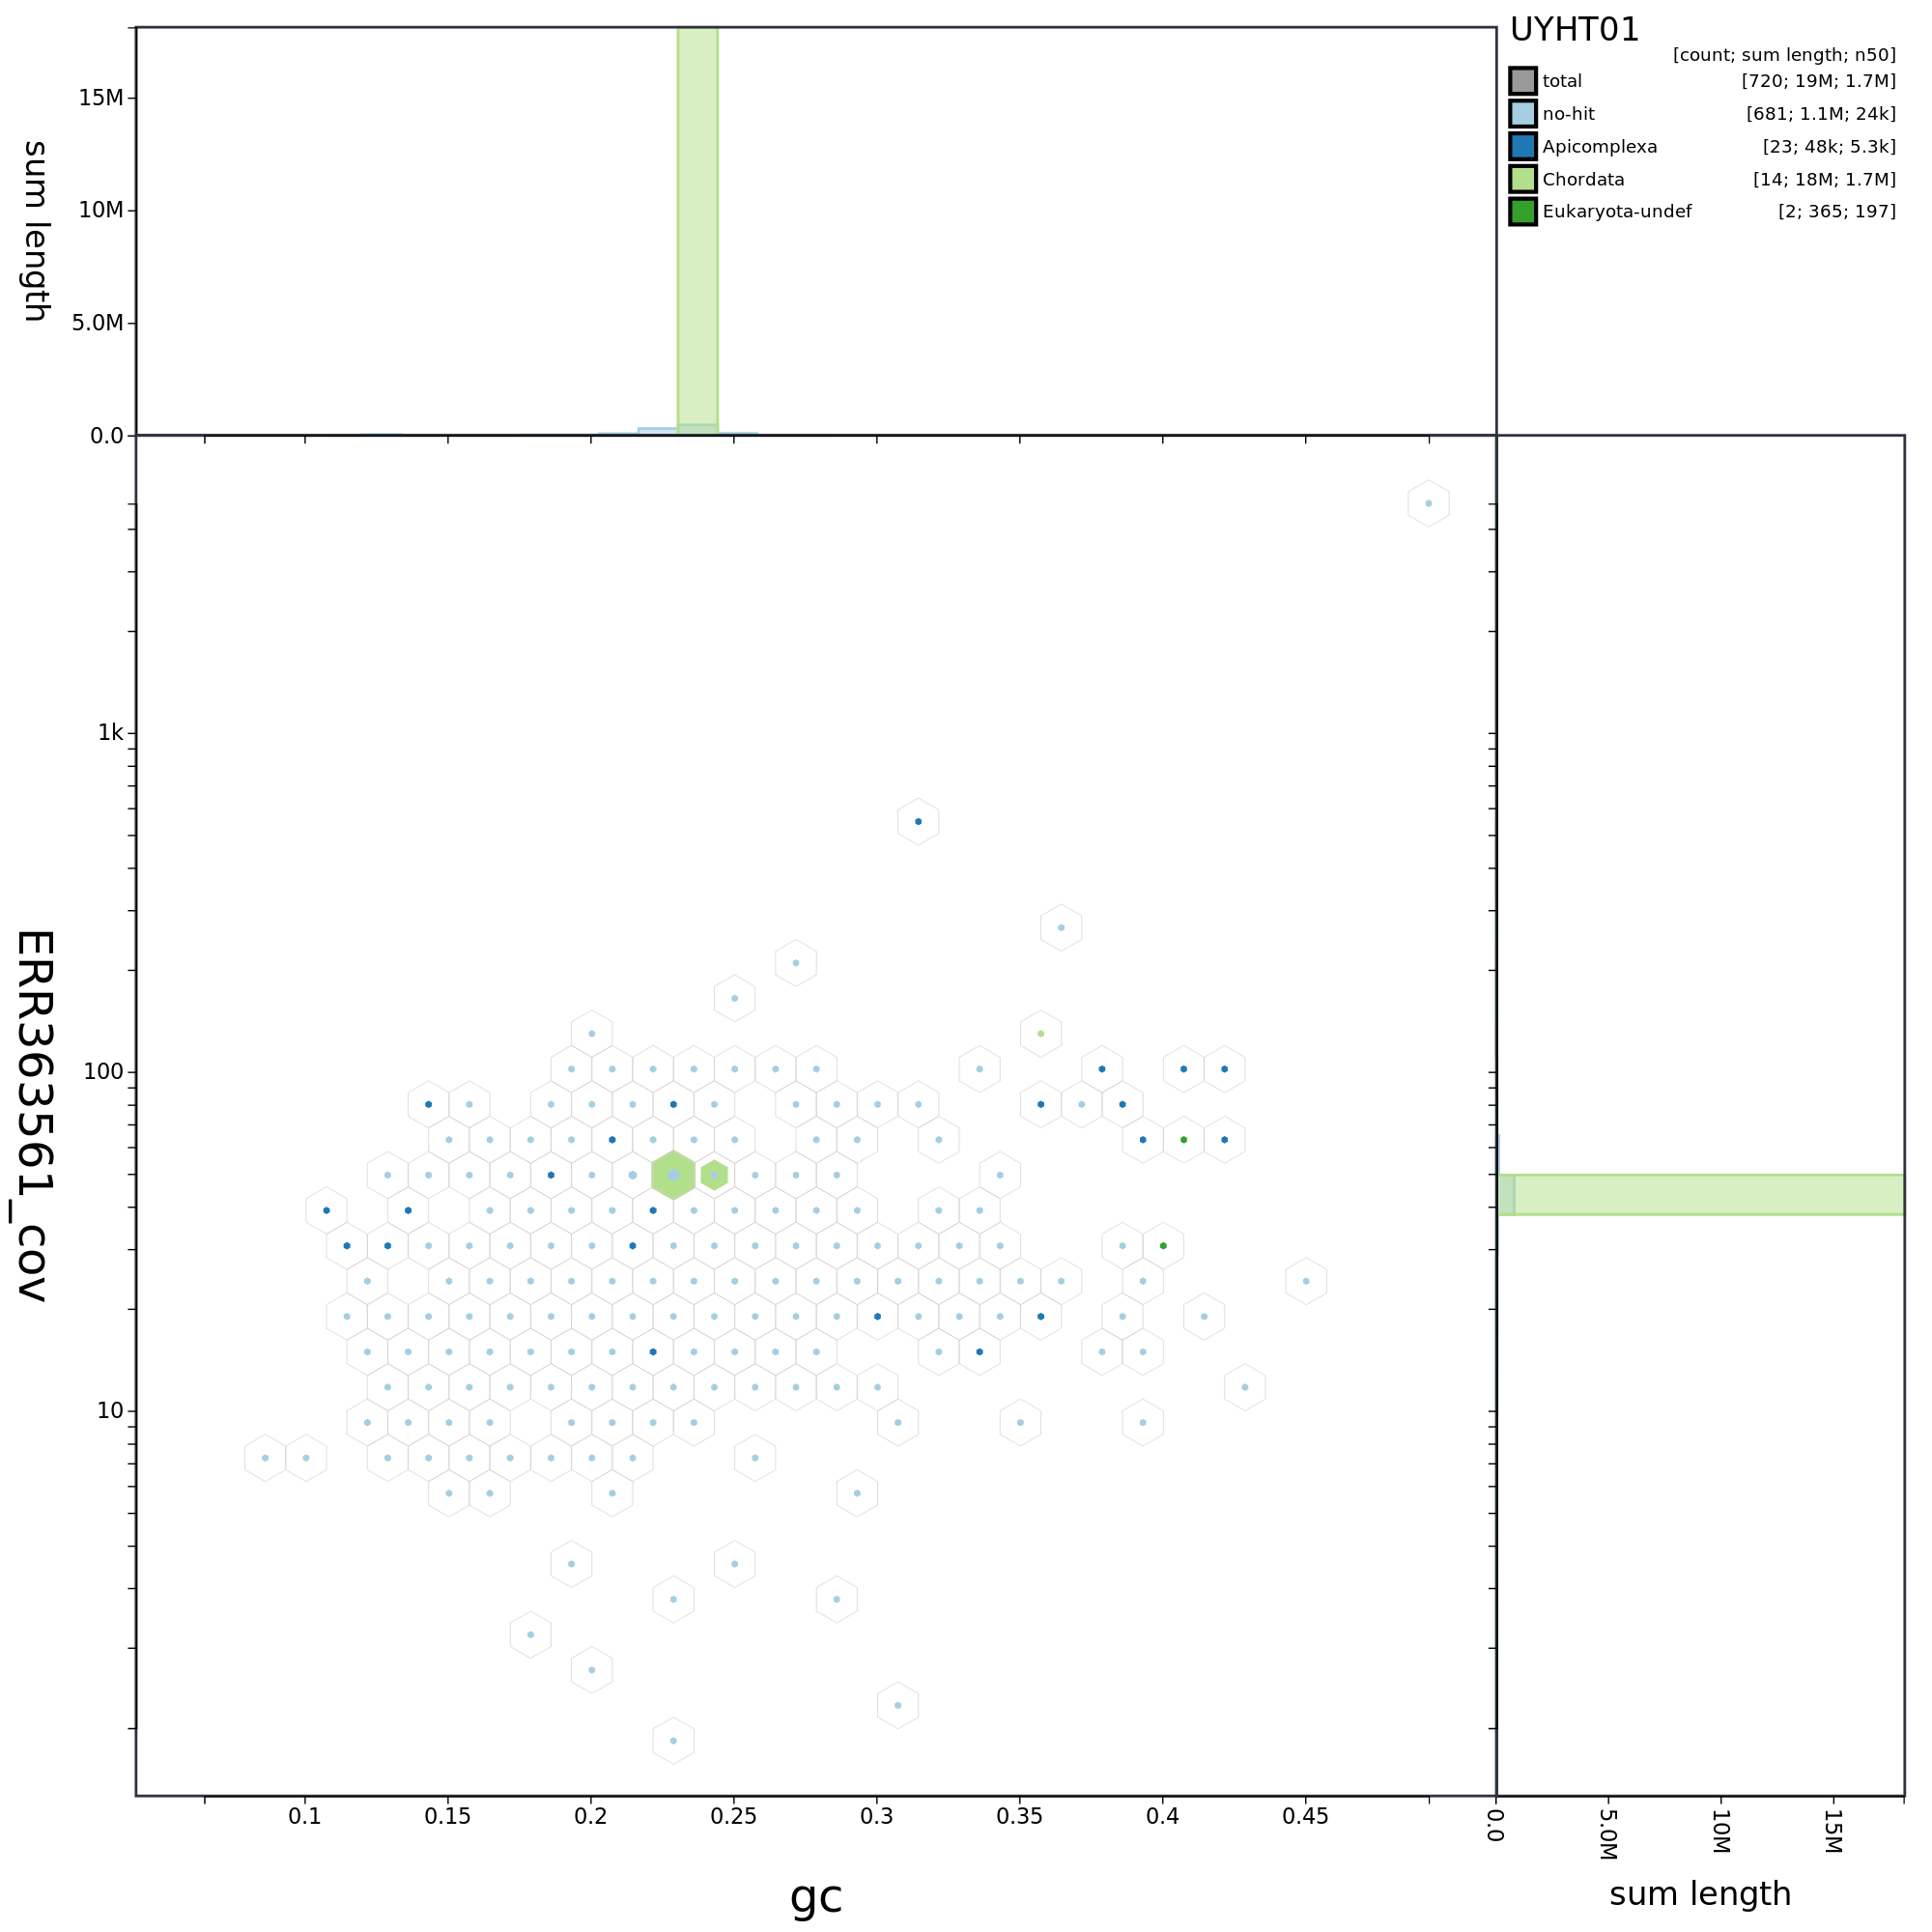 UYHT01
[count; sum length; n50]
total [720; 19M; 1.7M]
no-hit [681; 1.1M; 24k]
Apicomplexa [23; 48k; 5.3k]
Chordata [14; 18M; 1.7M]
Eukaryota-undef [2; 365; 197]
sum length
15M
10M
5.0M
0.0
ERR363561_cov
1k
100
10
0.1 0.15 0.2 0.25 0.3 0.35 0.4 0.45
gc
0.0 5.0M 10M 15M
sum length